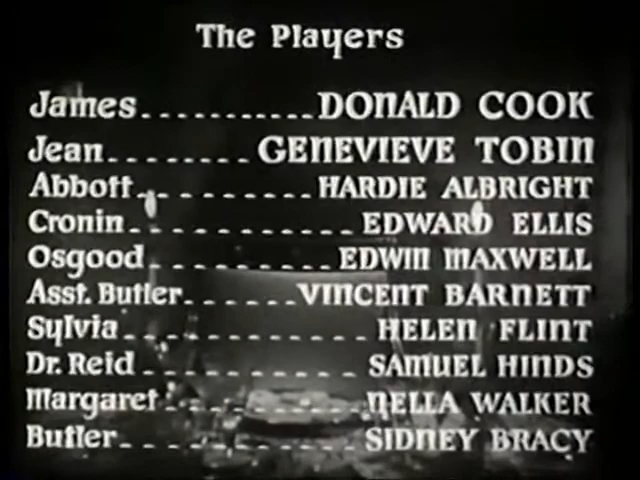 The Players
James...........DONALD COOK
Jean........GENEVIEVE TOBIN
Abbott..........HARDIE ALBRIGHT
Cronin............EDWARD ELLIS
Osgood..........EDWIN MAXWELL
Asst. Butler......VINCENT BARNETT
Sylvia.............HELEN FLINT
Dr. Reid..........SAMUEL HINDS
Margaret..........NELLA WALKER
Butler............SIDNEY BRACY